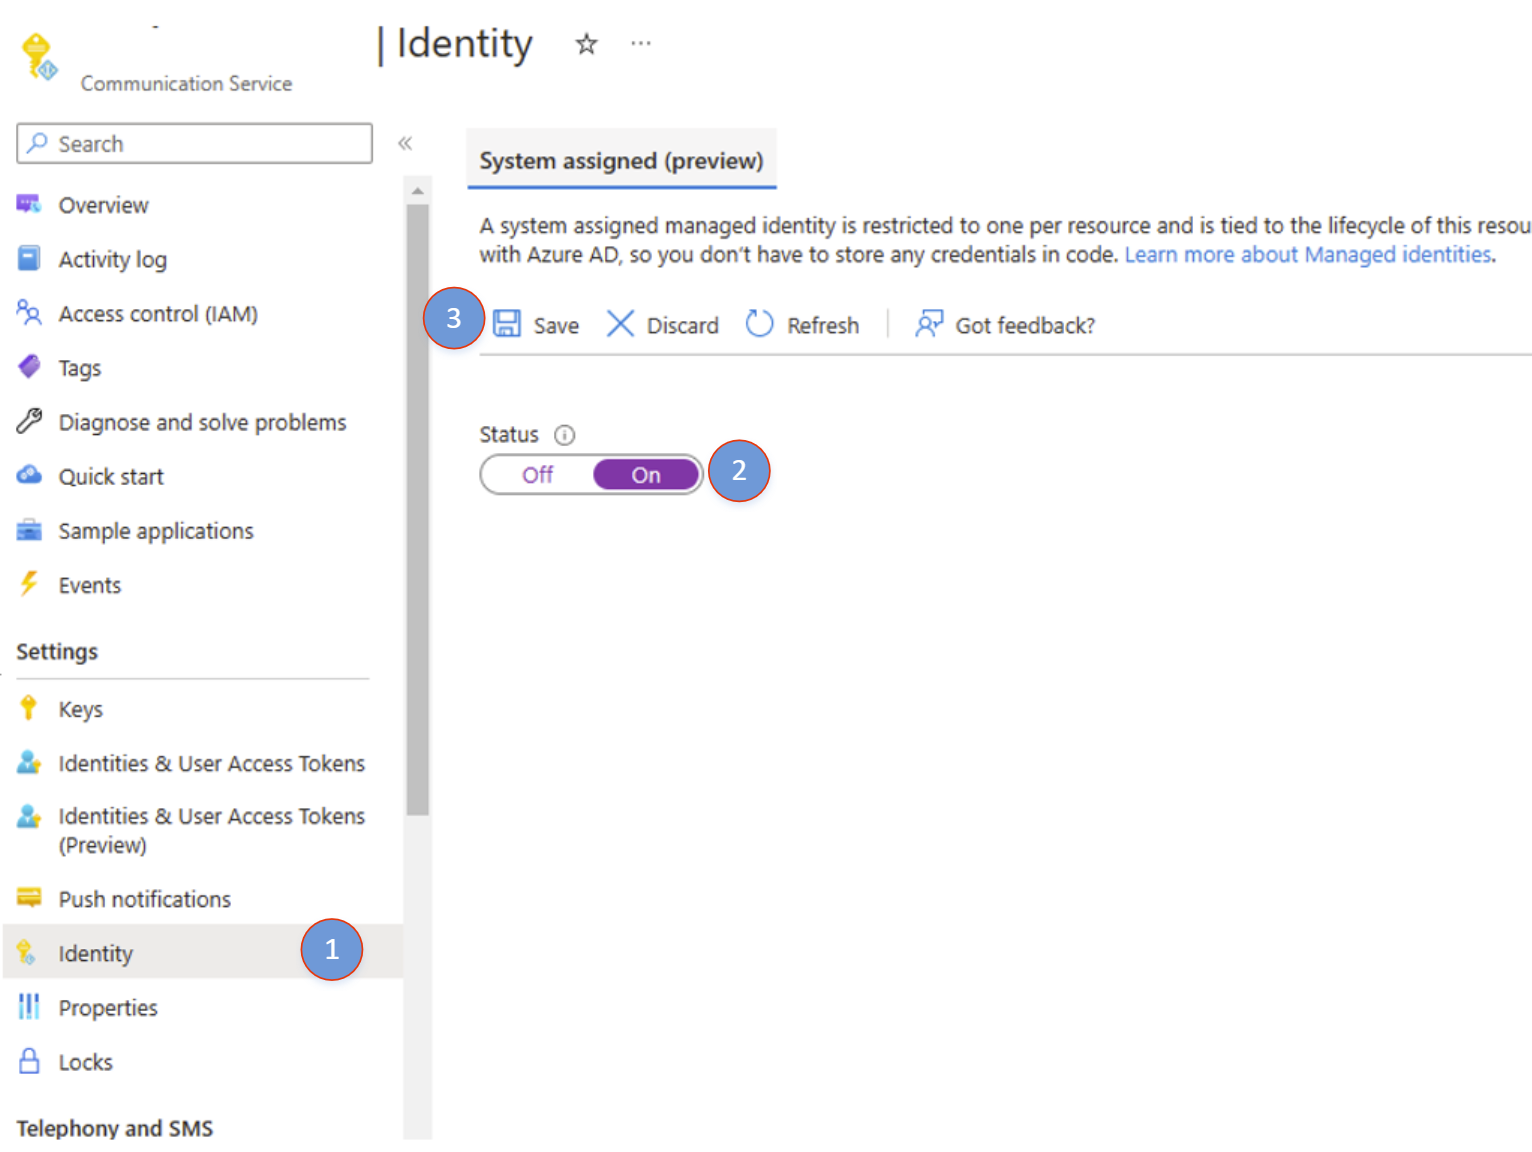 | Identity
Communication Service
Search
Overview
Activity log
Access control (IAM)
Tags
Diagnose and solve problems
Quick start
Sample applications
Events
Settings
Keys
Identities & User Access Tokens
Identities & User Access Tokens
(Preview)
Push notifications
Identity
1
Properties
Locks
Telephony and SMS
System assigned (preview)
A system assigned managed identity is restricted to one per resource and is tied to the lifecycle of this resou
with Azure AD, so you don't have to store any credentials in code. Learn more about Managed identities.
3 Save Discard Refresh Got feedback?
Status
Off On 2